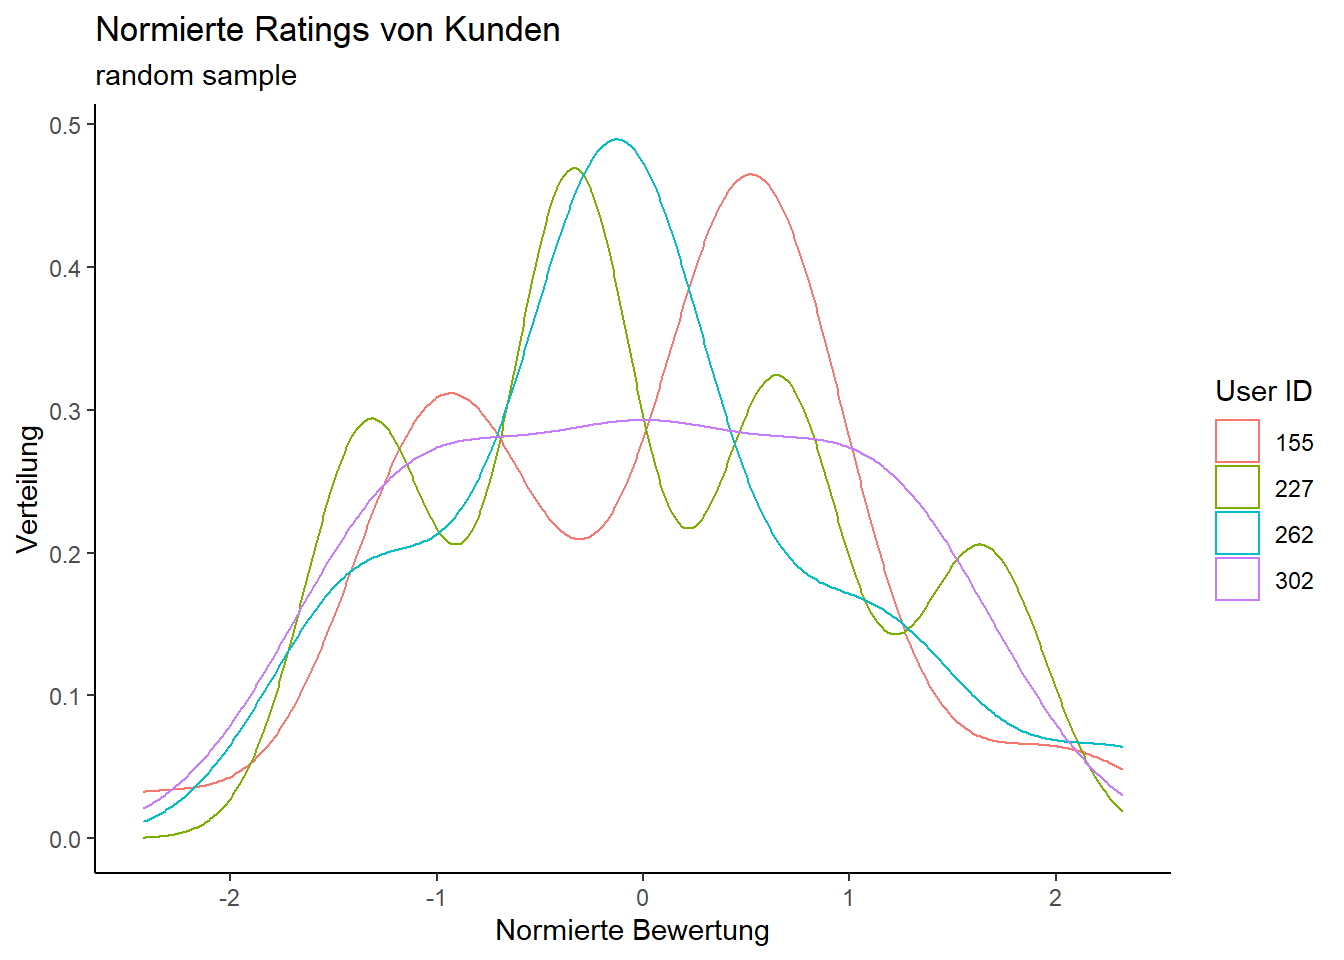 Normierte Ratings von Kunden
random sample
0.5
0.4
0.3
0.2
0.1
0.0
Verteilung
-2 -1 0 1 2
Normierte Bewertung
User ID
155
227
262
302